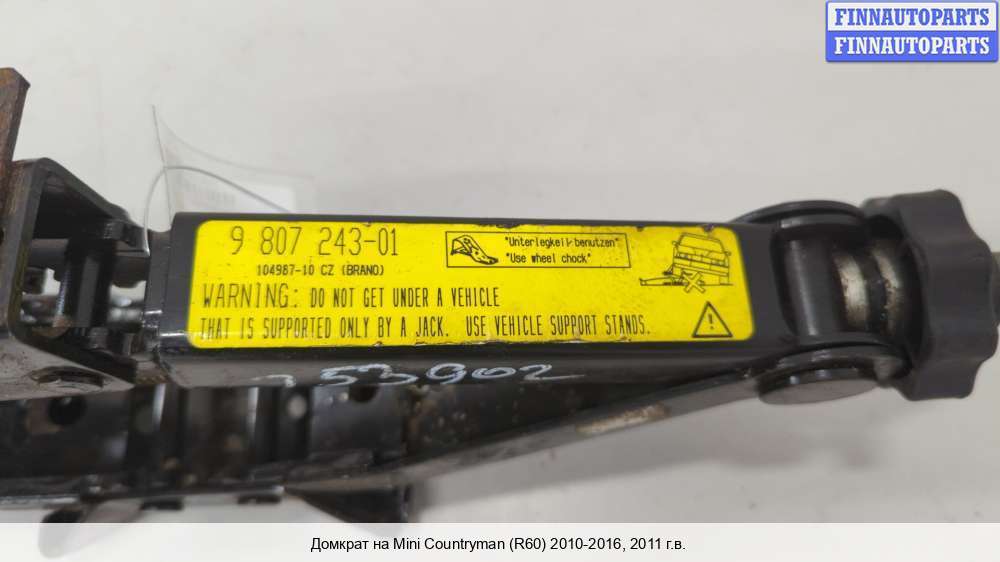 FINNAUTOPARTS
FINNAUTOPARTS
9 807 243-01
104987-10 CZ (BRANO)
"Unterlegkeil benutzen"
"Use wheel chock"
WARNING: DO NOT GET UNDER A VEHICLE
THAT IS SUPPORTED ONLY BY A JACK. USE VEHICLE SUPPORT STANDS.
353902
Домкрат на Mini Countryman (R60) 2010-2016, 2011 г.в.